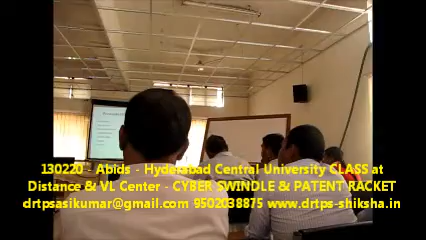 130220 - Abids - Hyderabad Central University CLASS at
Distance & VL Center - CYBER SWINDLE & PATENT RACKET
drtpsasikumar@gmail.com 9502038875 www.drtps-shiksha.in